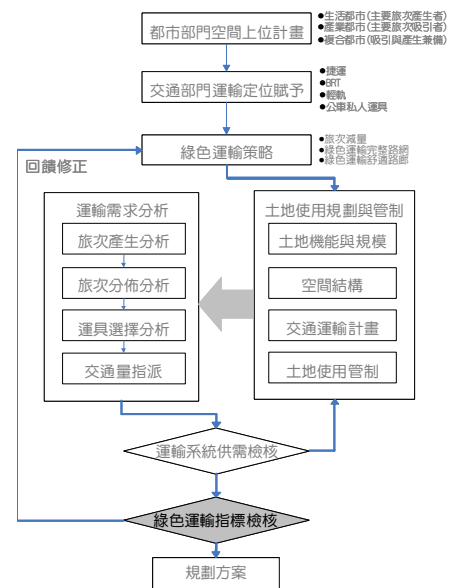 都市部門空間上位計畫
●生活都市(主要旅次產生者)
●產業都市(主要旅次吸引者)
●複合都市(吸引與產生兼備)
交通部門運輸定位賦予
●捷運
●BRT
●輕軌
●公車私人運具
綠色運輸策略
●旅次減量
●綠色運輸完整路網
●綠色運輸舒適路廊
回饋修正
運輸需求分析
旅次產生分析
旅次分佈分析
運具選擇分析
交通量指派
土地使用規劃與管制
土地機能與規模
空間結構
交通運輸計畫
土地使用管制
運輸系統供需檢核
綠色運輸指標檢核
規劃方案